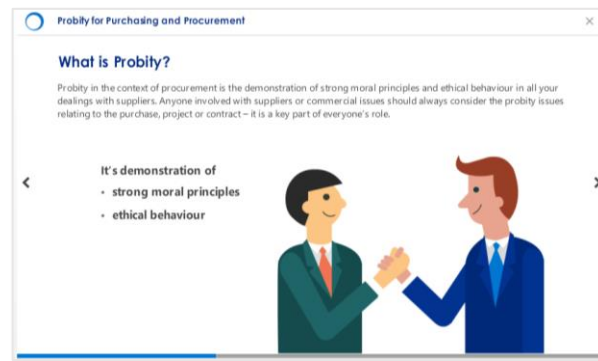 Probity for Purchasing and Procurement
What is Probity?
Probity in the context of procurement is the demonstration of strong moral principles and ethical behaviour in all your
dealings with suppliers. Anyone involved with suppliers or commercial issues should always consider the probity issues
relating to the purchase, project or contract – it is a key part of everyone's role.
It's demonstration of
• strong moral principles
• ethical behaviour